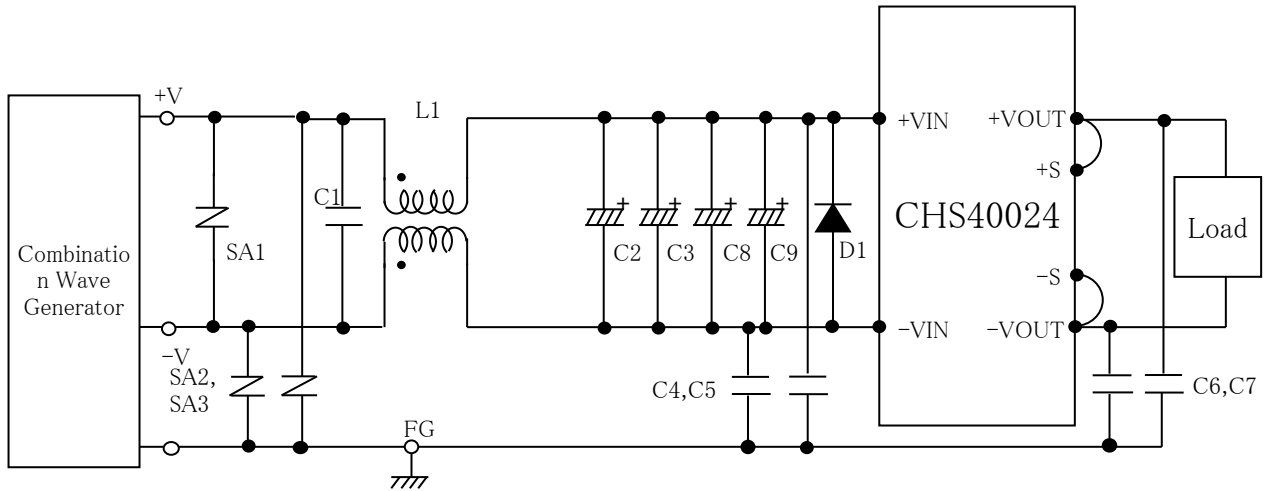 +V
L1
+VIN
+VOUT
+S
C1
CHS40024
Load
Combinatio
n Wave
Generator
SA1
C2
C3
C8
C9
D1
−S
−V
−VIN
−VOUT
SA2,
SA3
C4,C5
C6,C7
FG
+
+
+
+